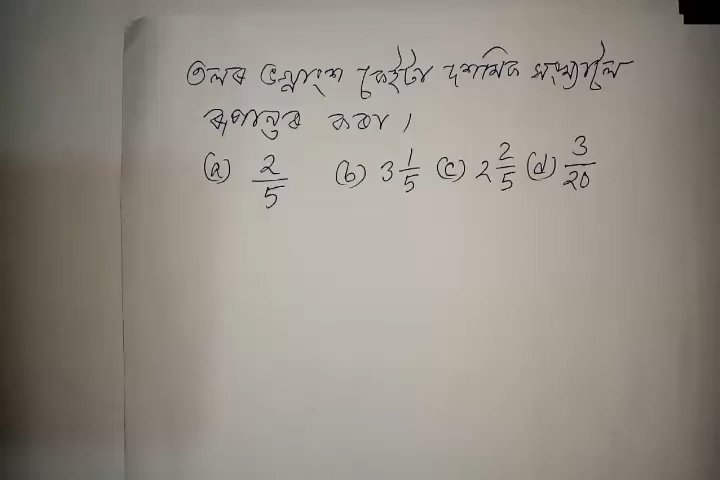 তলৰ ভগ্নাংশ কেইটা দশমিক সংখ্যালৈ
ৰূপান্তৰ কৰা ।
(a) 2/5 (b) 3 1/5 (c) 2 2/5 (d) 3/20